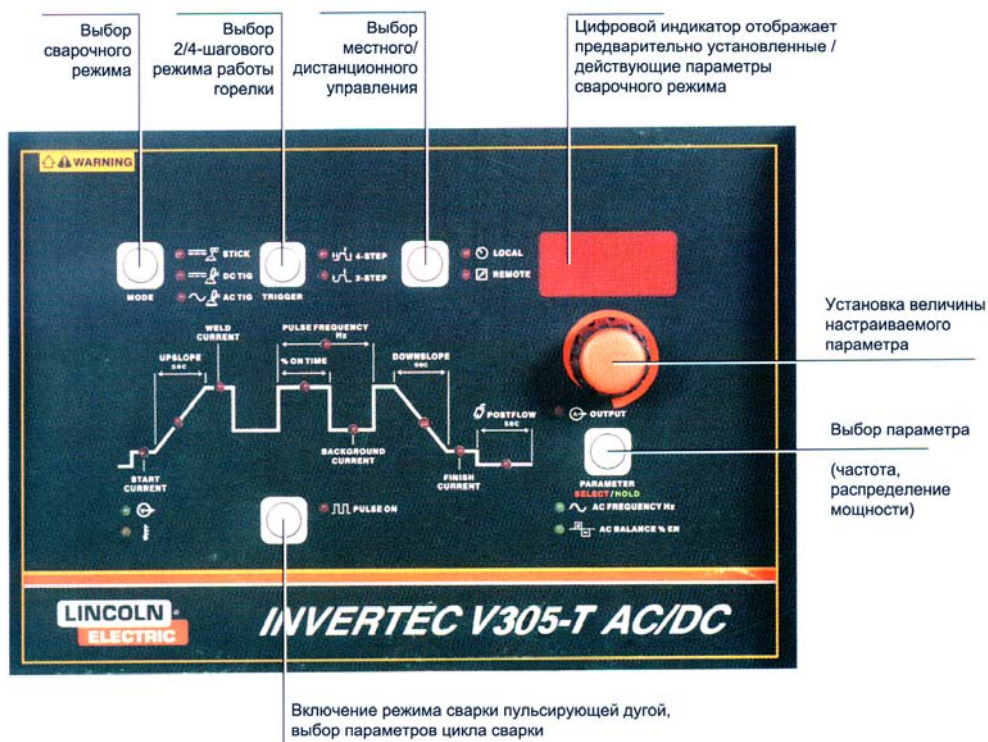 Выбор
сварочного
режима
Выбор
2/4-шагового
режима работы
горелки
Выбор
местного/
дистанционного
управления
Цифровой индикатор отображает
предварительно установленные /
действующие параметры
сварочного режима
WARNING
STICK
DC TIG
AC TIG
MODE
TRIGGER
4-STEP
2-STEP
LOCAL
REMOTE
Установка величины
настраиваемого
параметра
WELD
CURRENT
UPSLOPE
sec
PULSE FREQUENCY
Hz
% ON TIME
DOWNSLOPE
sec
POSTFLOW
sec
START
CURRENT
BACKGROUND
CURRENT
FINISH
CURRENT
OUTPUT
PARAMETER
SELECT/HOLD
AC FREQUENCY Hz
AC BALANCE % EN
PULSE ON
Выбор параметра
(частота,
распределение
мощности)
LINCOLN
ELECTRIC
INVERTEC V305-T AC/DC
Включение режима сварки пульсирующей дугой,
выбор параметров цикла сварки